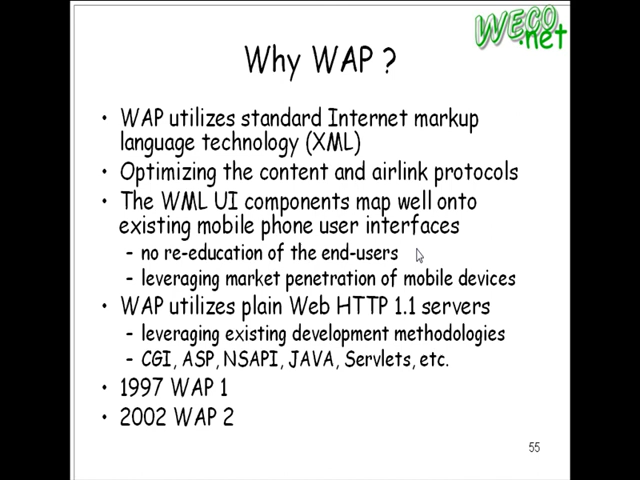 WECO
.net
Why WAP ?
• WAP utilizes standard Internet markup
language technology (XML)
• Optimizing the content and airlink protocols
• The WML UI components map well onto
existing mobile phone user interfaces
– no re-education of the end-users
– leveraging market penetration of mobile devices
• WAP utilizes plain Web HTTP 1.1 servers
– leveraging existing development methodologies
– CGI, ASP, NSAPI, JAVA, Servlets, etc.
• 1997 WAP 1
• 2002 WAP 2
55